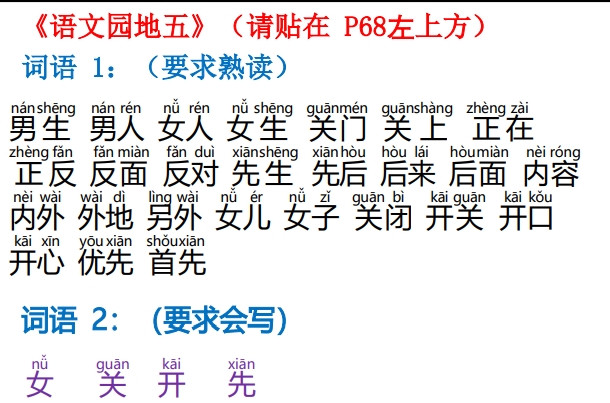 《语文园地五》（请贴在 P68左上方）
词语 1：（要求熟读）
nán shēng nán rén nǚ rén nǚ shēng guānmén guānshàng zhèng zài
男生 男人 女人 女生 关门 关上 正在
zhèng fǎn fǎn miàn fǎn duì xiānshēng xiān hòu hòu lái hòu miàn nèi róng
正反 反面 反对 先生 先后 后来 后面 内容
nèi wài wài dì lìng wài nǚ ér nǚ zǐ guān bì kāi guān kāi kǒu
内外 外地 另外 女儿 女子 关闭 开关 开口
kāi xīn yōu xiān shǒu xiān
开心 优先 首先
词语 2：（要求会写）
nǚ guān kāi xiān
女 关 开 先